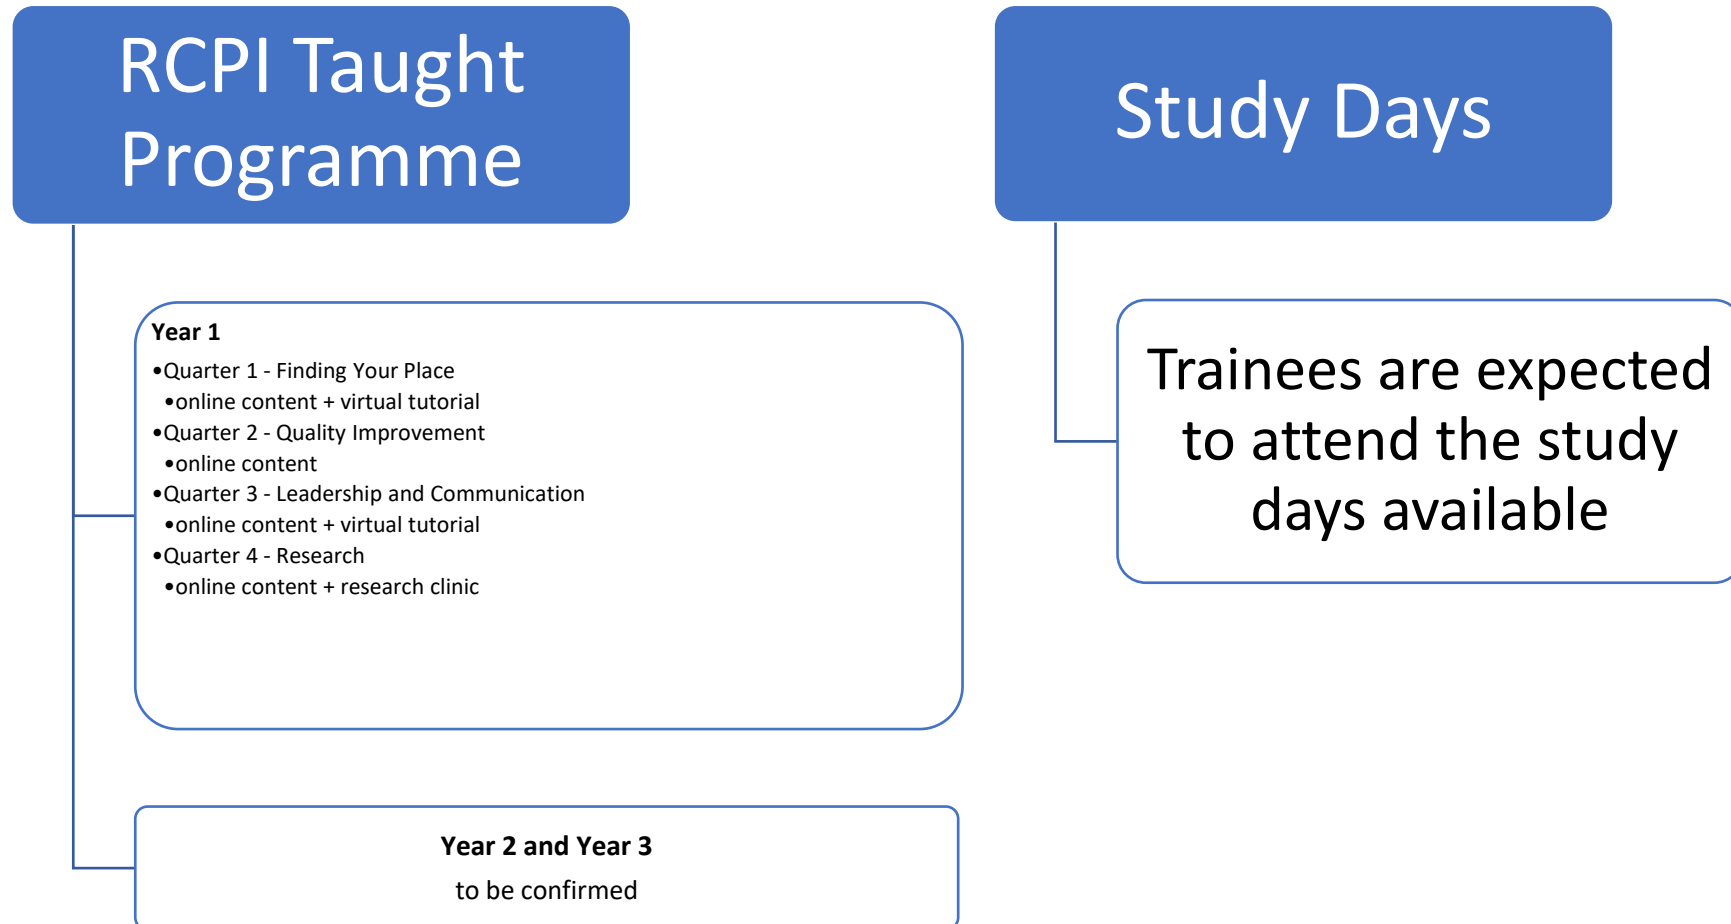 RCPI Taught
Programme
Year 1
•Quarter 1 - Finding Your Place
•online content + virtual tutorial
•Quarter 2 - Quality Improvement
•online content
•Quarter 3 - Leadership and Communication
•online content + virtual tutorial
•Quarter 4 - Research
•online content + research clinic
Year 2 and Year 3
to be confirmed
Study Days
Trainees are expected
to attend the study
days available